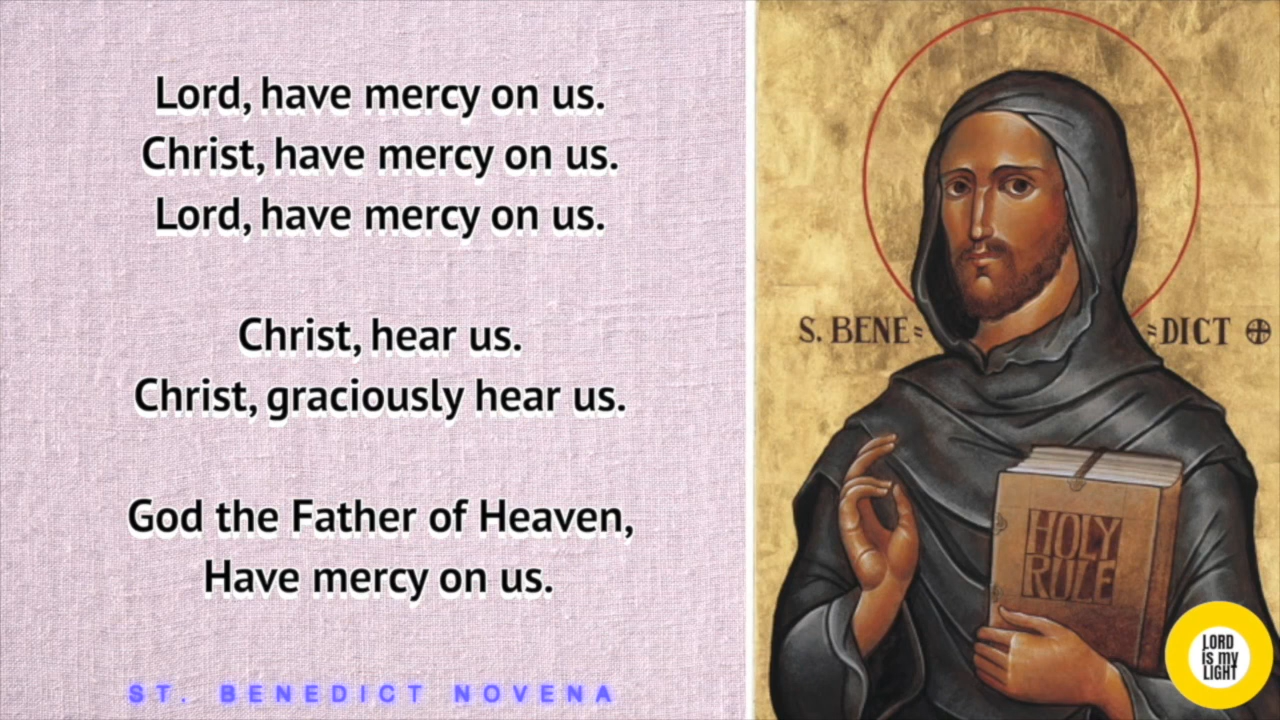 Lord, have mercy on us.
Christ, have mercy on us.
Lord, have mercy on us.
Christ, hear us.
Christ, graciously hear us.
God the Father of Heaven,
Have mercy on us.
ST. BENEDICT NOVENA
S. BENE= =DICT
HOLY
RULE
LORD
is my
LIGHT